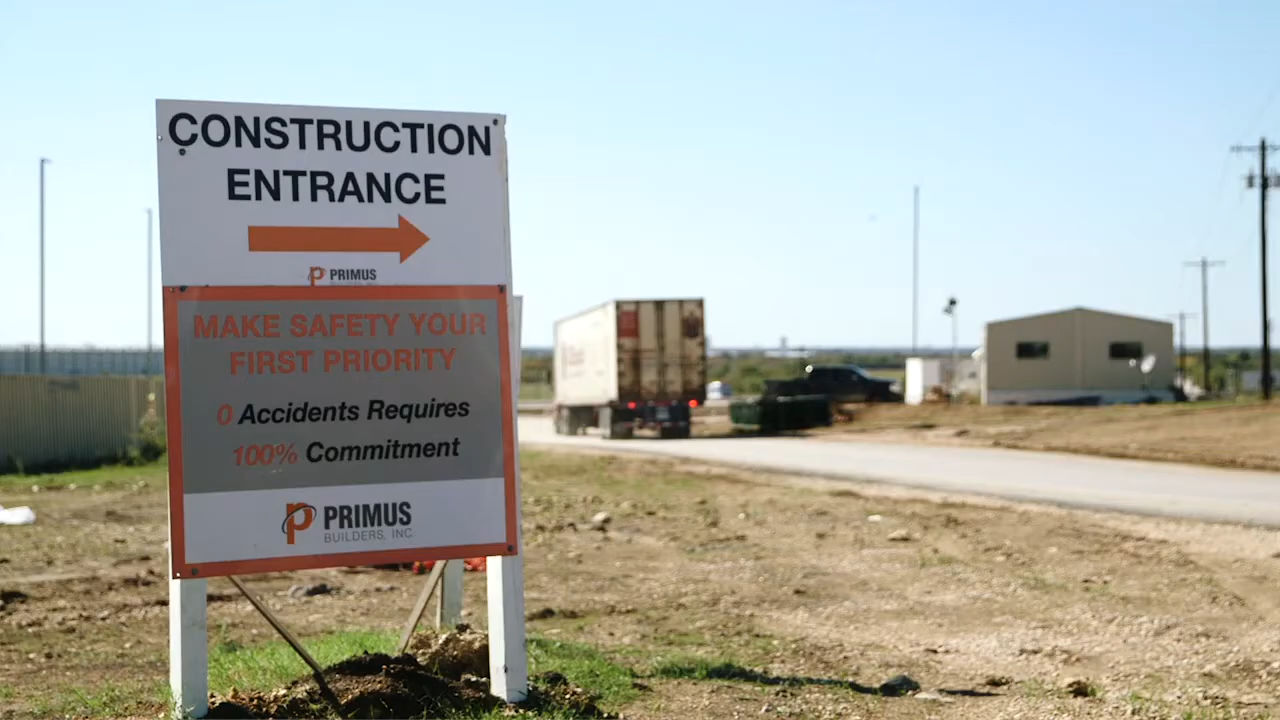 CONSTRUCTION
ENTRANCE
PRIMUS
MAKE SAFETY YOUR
FIRST PRIORITY
0 Accidents Requires
100% Commitment
PRIMUS
BUILDERS, INC